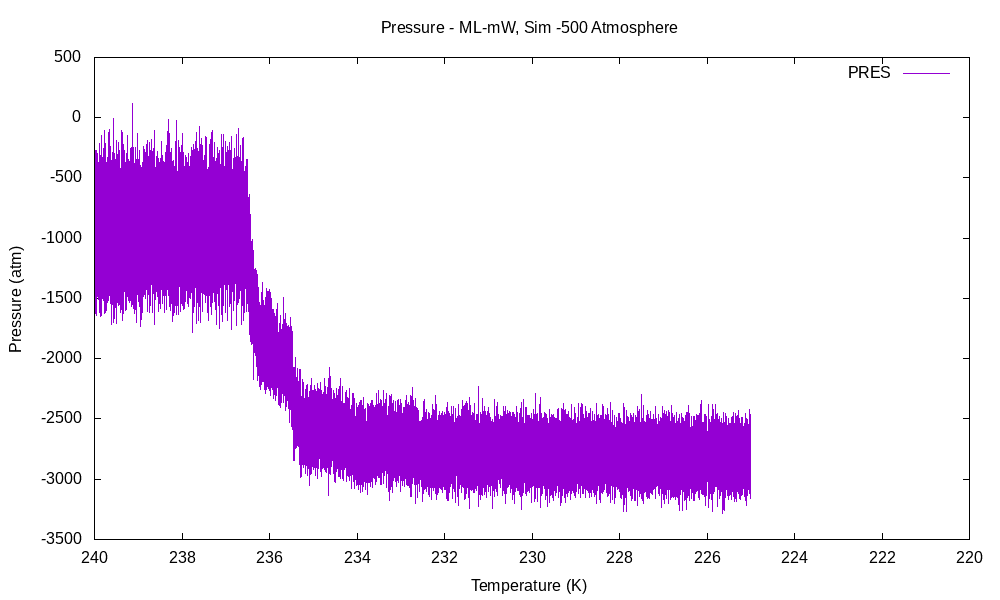 Pressure - ML-mW, Sim -500 Atmosphere
PRES
500
0
-500
-1000
-1500
-2000
-2500
-3000
-3500
Pressure (atm)
240 238 236 234 232 230 228 226 224 222 220
Temperature (K)